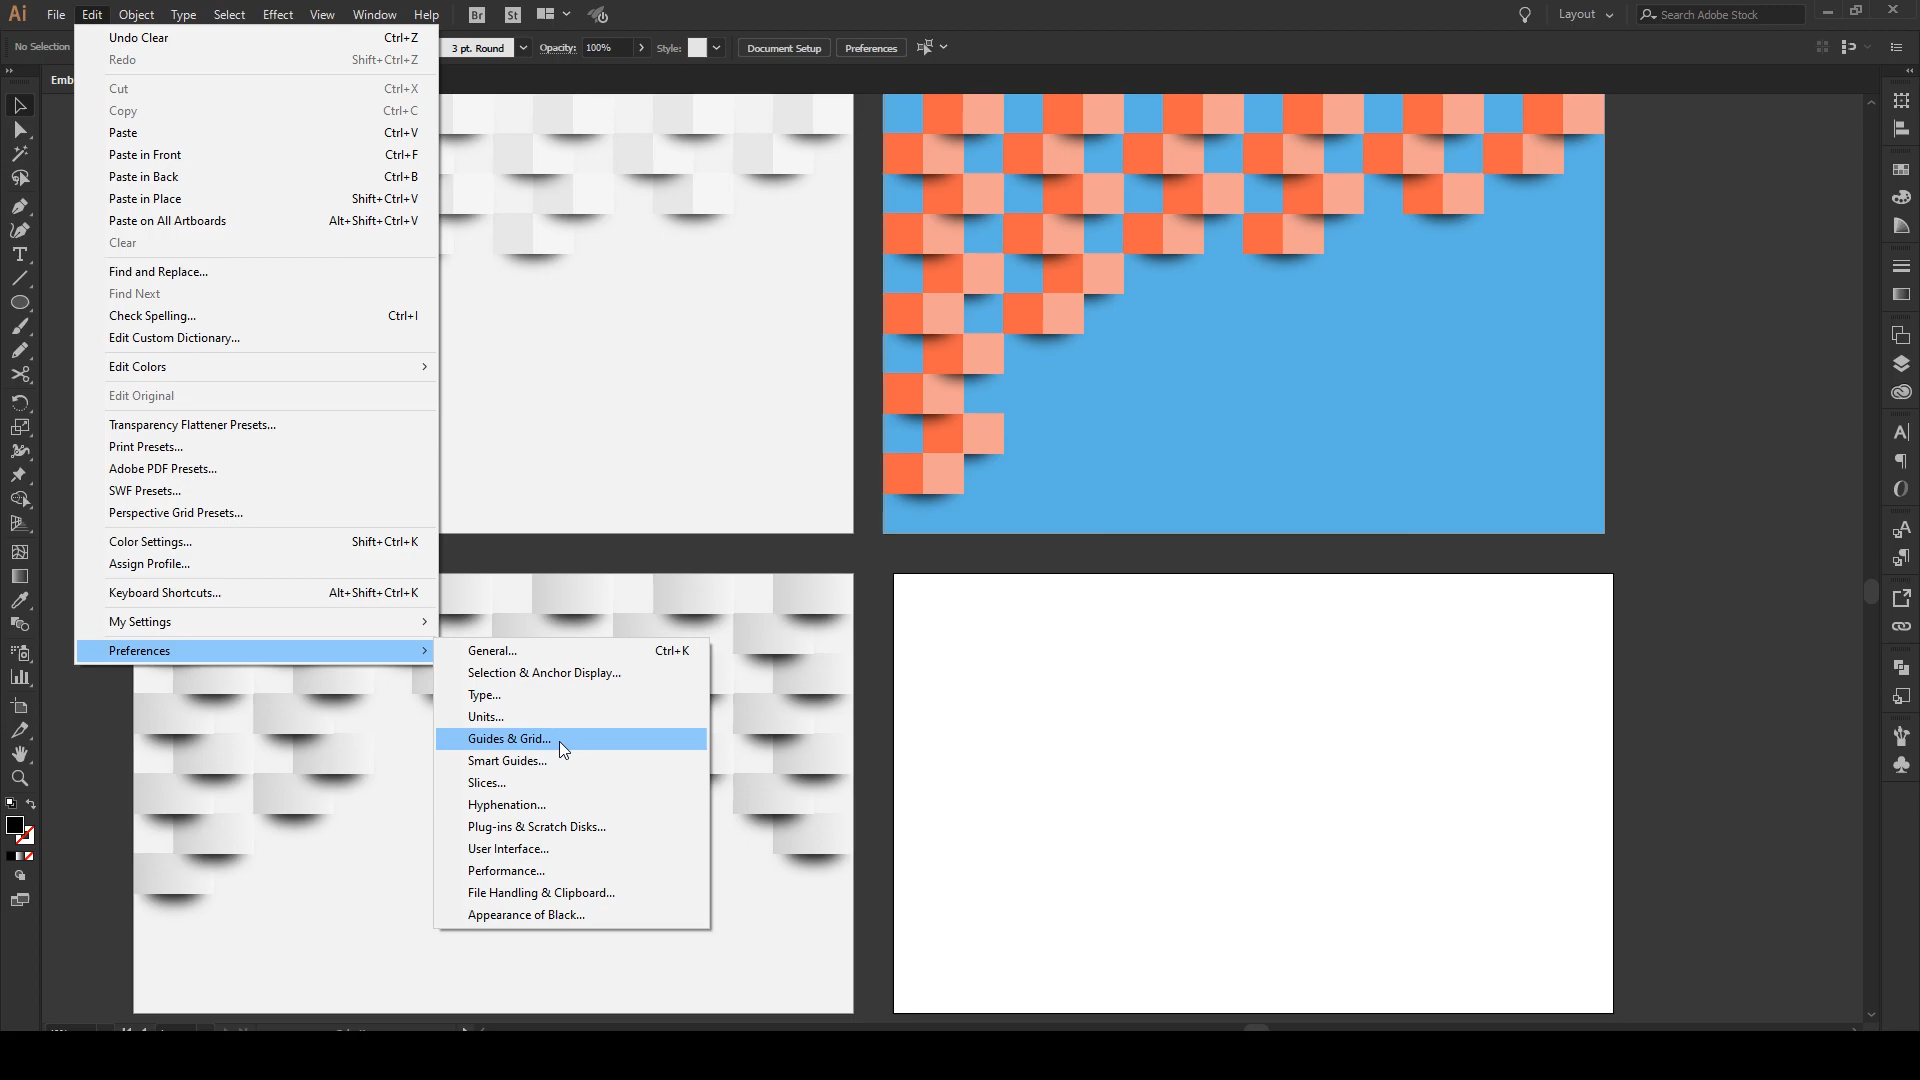 Ai File Edit Object Type Select Effect View Window Help Br St Layout Search Adobe Stock
No Selection 3 pt. Round Opacity: 100% Style: Document Setup Preferences
Emb
Undo Clear Ctrl+Z
Redo Shift+Ctrl+Z
Cut Ctrl+X
Copy Ctrl+C
Paste Ctrl+V
Paste in Front Ctrl+F
Paste in Back Ctrl+B
Paste in Place Shift+Ctrl+V
Paste on All Artboards Alt+Shift+Ctrl+V
Clear
Find and Replace...
Find Next
Check Spelling... Ctrl+I
Edit Custom Dictionary...
Edit Colors
Edit Original
Transparency Flattener Presets...
Print Presets...
Adobe PDF Presets...
SWF Presets...
Perspective Grid Presets...
Color Settings... Shift+Ctrl+K
Assign Profile...
Keyboard Shortcuts... Alt+Shift+Ctrl+K
My Settings
Preferences
General... Ctrl+K
Selection & Anchor Display...
Type...
Units...
Guides & Grid...
Smart Guides...
Slices...
Hyphenation...
Plug-ins & Scratch Disks...
User Interface...
Performance...
File Handling & Clipboard...
Appearance of Black...